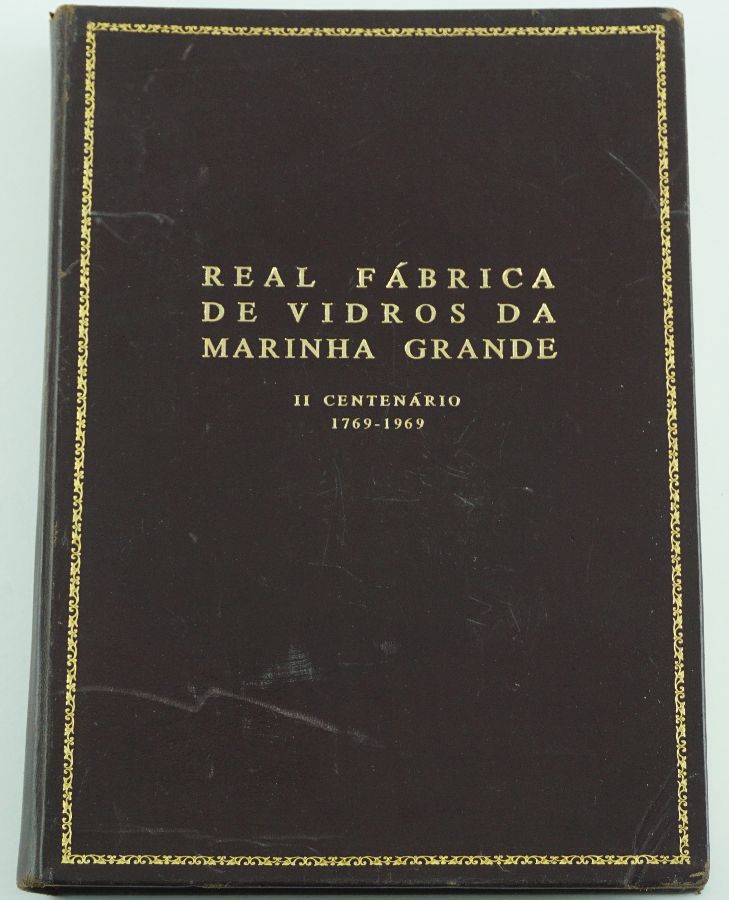 REAL FÁBRICA
DE VIDROS DA
MARINHA GRANDE
II CENTENÁRIO
1769-1969